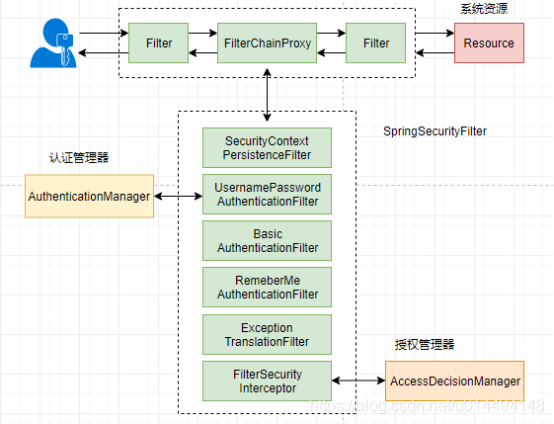 系统资源
Filter
FilterChainProxy
Filter
Resource
SpringSecurityFilter
SecurityContext
PersistenceFilter
认证管理器
AuthenticationManager
UsernamePassword
AuthenticationFilter
Basic
AuthenticationFilter
RemeberMe
AuthenticationFilter
Exception
TranslationFilter
授权管理器
FilterSecurity
Interceptor
AccessDecisionManager
https://blog.csdn.net/u014494148